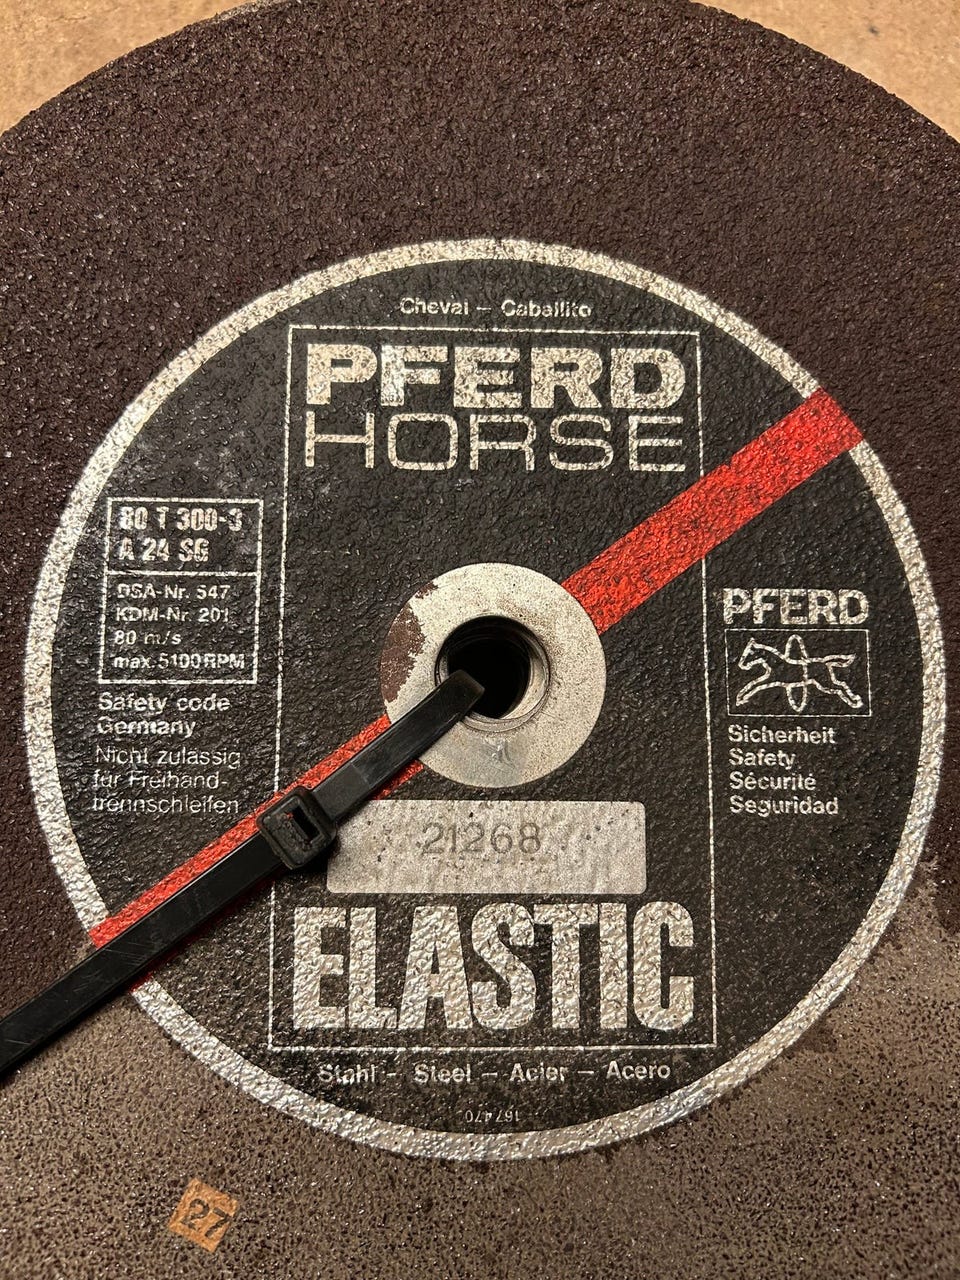 Cheval – Caballito
PFERD
HORSE
80 T 300-3
A 24 SG
DSA-Nr. 547
KDM-Nr. 201
80 m/s
max. 5100 RPM
Safety code
Germany
Nicht zulässig
für Freihand-
trennschleifen
PFERD
Sicherheit
Safety
Sécurité
Seguridad
21268
ELASTIC
Stahl – Steel – Acier – Acero
167470
27